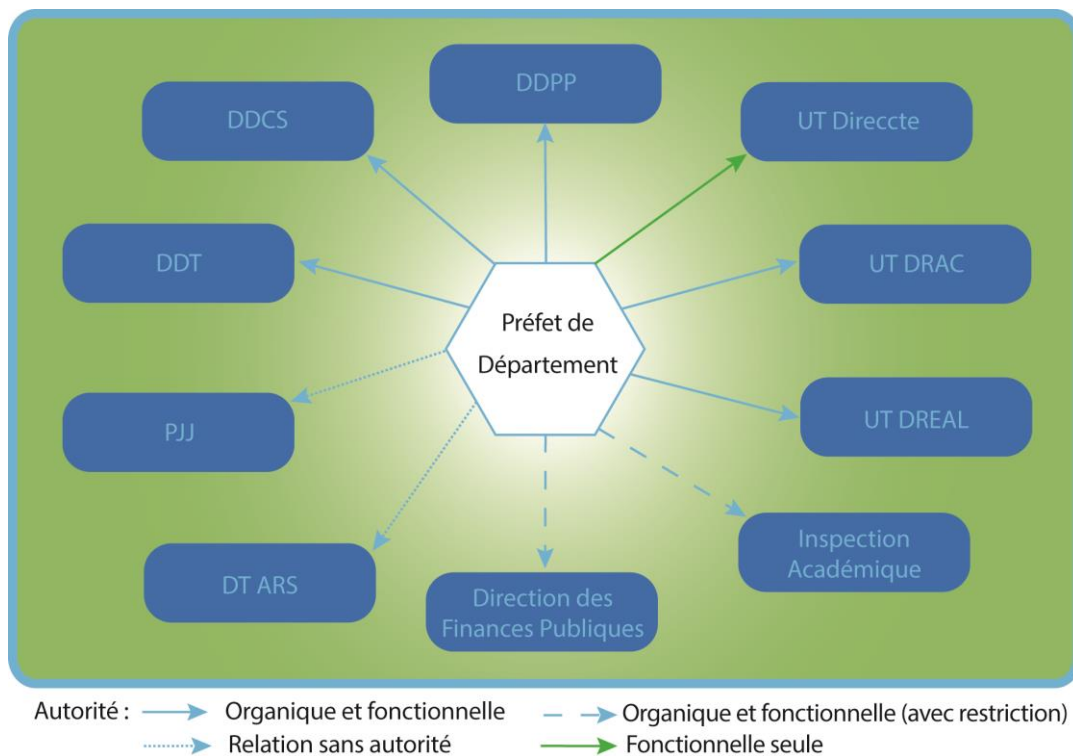 DDPP
DDCS
UT Direccte
DDT
UT DRAC
Préfet de
Département
PJJ
UT DREAL
DT ARS
Direction des
Finances Publiques
Inspection
Académique
Autorité : Organique et fonctionnelle
Organique et fonctionnelle (avec restriction)
Relation sans autorité
Fonctionnelle seule